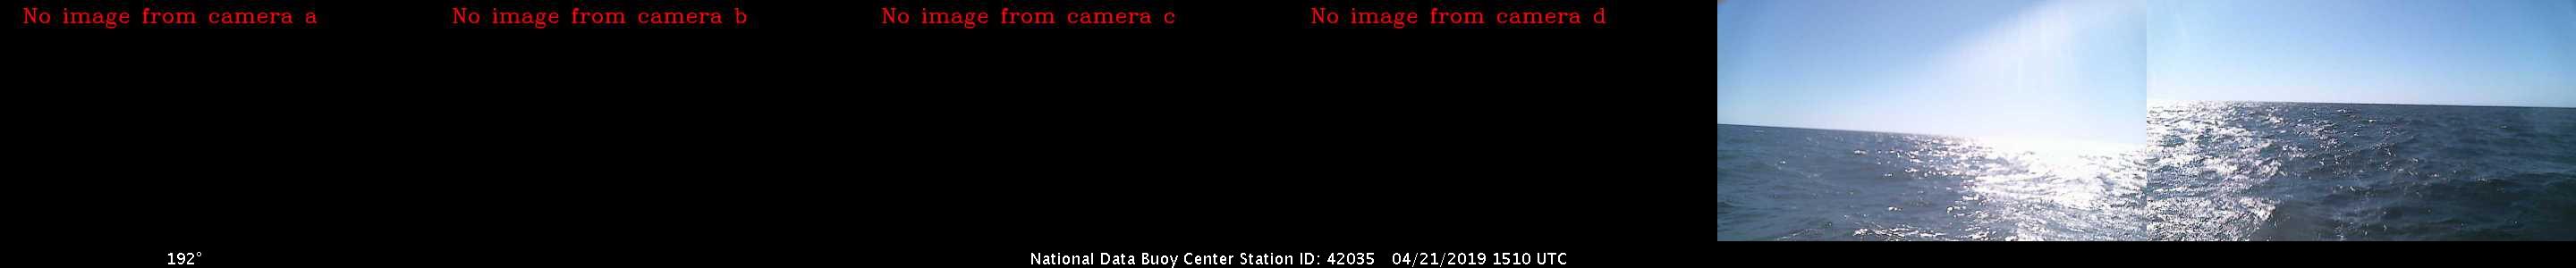 No image from camera a
No image from camera b
No image from camera c
No image from camera d
192°
National Data Buoy Center Station ID: 42035 04/21/2019 1510 UTC